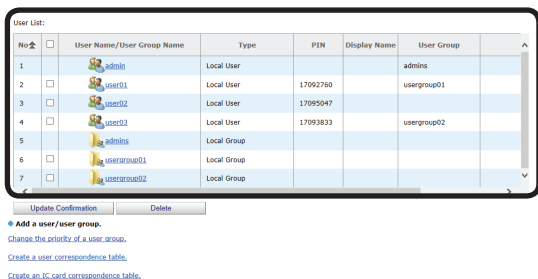 User List:
No User Name/User Group Name Type PIN Display Name User Group
1 admin Local User admins
2 user01 Local User 17092760 usergroup01
3 user02 Local User 17095047
4 user03 Local User 17093833 usergroup02
5 admins Local Group
6 usergroup01 Local Group
7 usergroup02 Local Group
Update Confirmation Delete
Add a user/user group.
Change the priority of a user group.
Create a user correspondence table.
Create an IC card correspondence table.